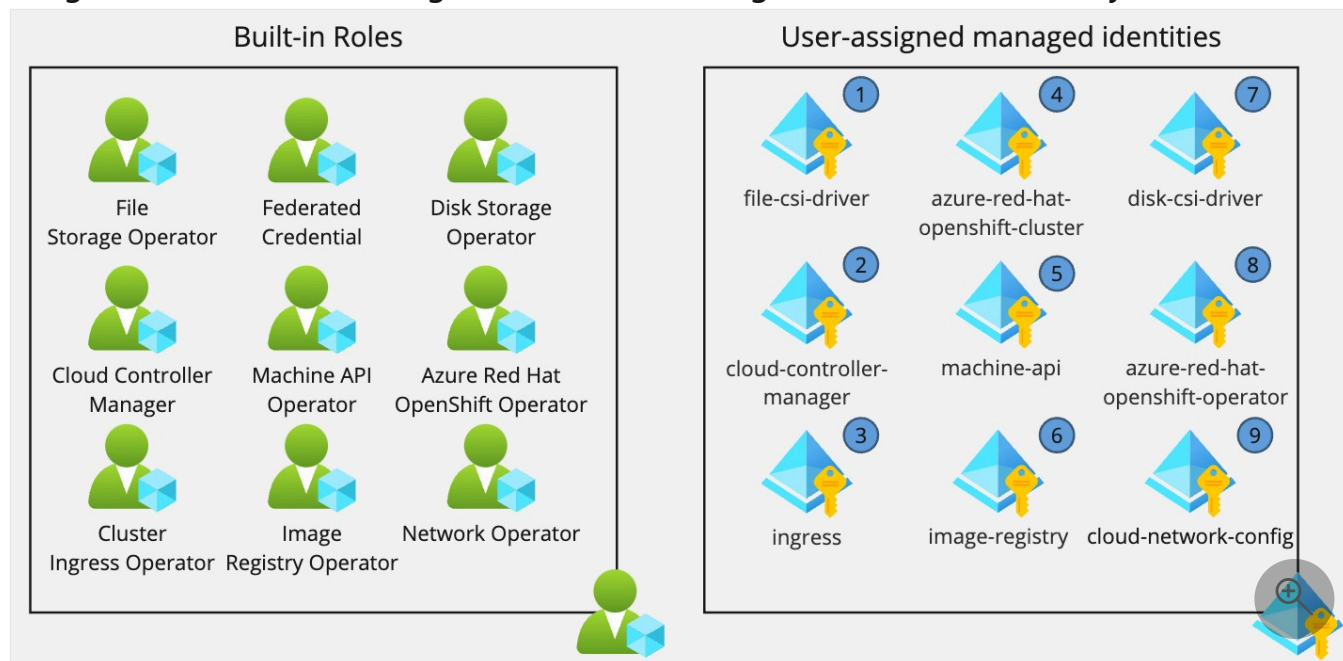 Built-in Roles
File
Storage Operator
Federated
Credential
Disk Storage
Operator
Cloud Controller
Manager
Machine API
Operator
Azure Red Hat
OpenShift Operator
Cluster
Ingress Operator
Image
Registry Operator
Network Operator
User-assigned managed identities
1
file-csi-driver
4
azure-red-hat-
openshift-cluster
7
disk-csi-driver
2
cloud-controller-
manager
5
machine-api
8
azure-red-hat-
openshift-operator
3
ingress
6
image-registry
9
cloud-network-config